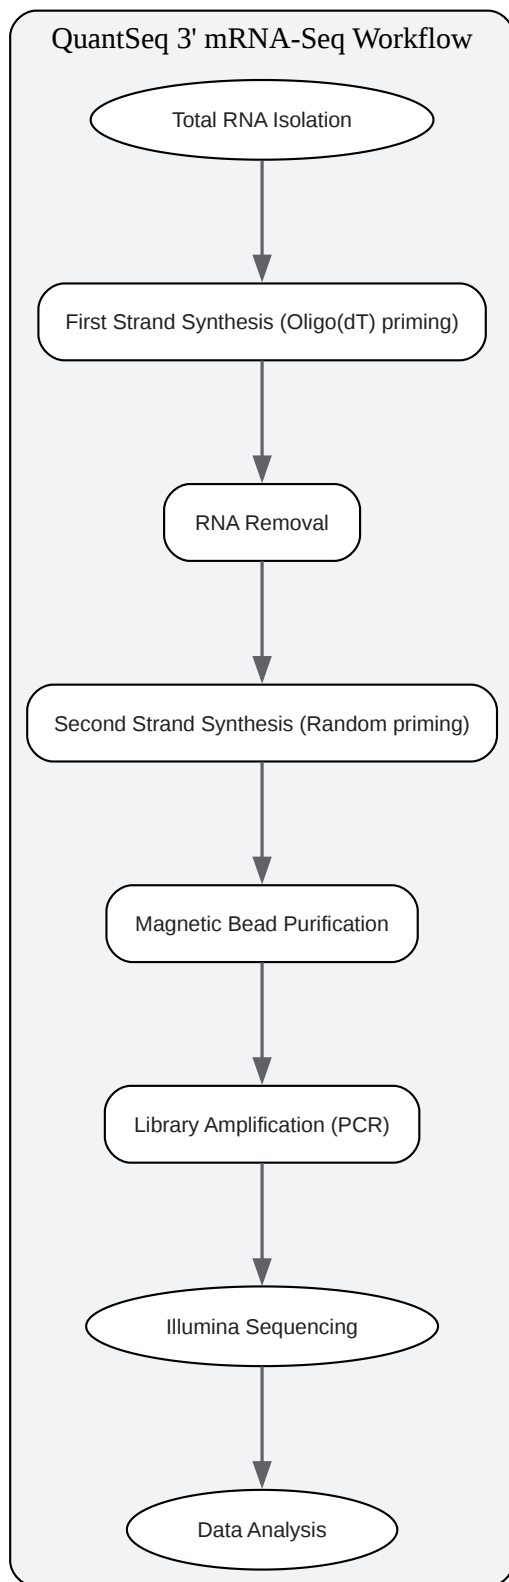 QuantSeq 3' mRNA-Seq Workflow
Total RNA Isolation
First Strand Synthesis (Oligo(dT) priming)
RNA Removal
Second Strand Synthesis (Random priming)
Magnetic Bead Purification
Library Amplification (PCR)
Illumina Sequencing
Data Analysis